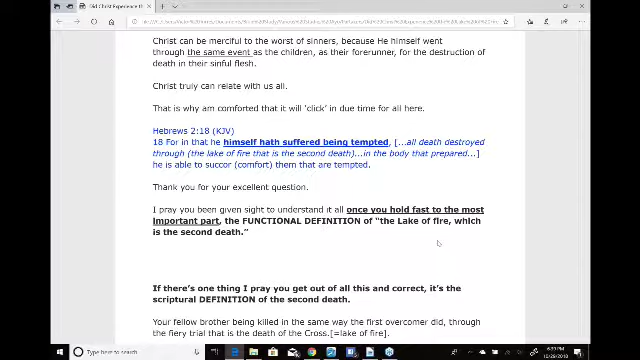 Did Christ Experience th
Christ can be merciful to the worst of sinners, because He himself went
through the same event as the children, as their forerunner, for the destruction of
death in their sinful flesh.
Christ truly can relate with us all.
That is why am comforted that it will 'click' in due time for all here.
Hebrews 2:18 (KJV)
18 For in that he himself hath suffered being tempted, [...all death destroyed
through (the lake of fire that is the second death)...in the body that prepared...]
he is able to succor (comfort) them that are tempted.
Thank you for your excellent question.
I pray you been given sight to understand it all once you hold fast to the most
important part, the FUNCTIONAL DEFINITION of "the Lake of fire, which
is the second death."
If there's one thing I pray you get out of all this and correct, it's the
scriptural DEFINITION of the second death.
Your fellow brother being killed in the same way the first overcomer did, through
the fiery trial that is the death of the Cross.[=lake of fire].
Type here to search